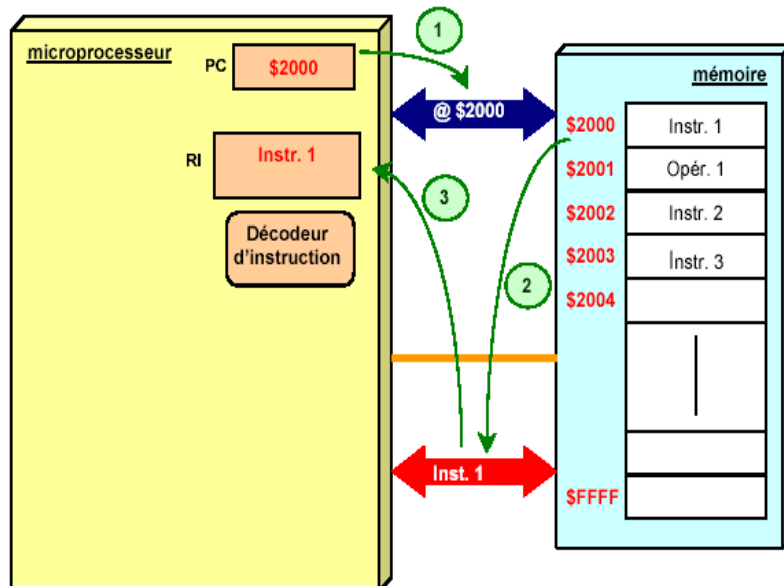 microprocesseur
PC
$2000
1
@ $2000
mémoire
$2000
Instr. 1
RI
Instr. 1
$2001
Opér. 1
3
$2002
Instr. 2
Décodeur
d'instruction
$2003
İnstr. 3
2
$2004
Inst. 1
$FFFF